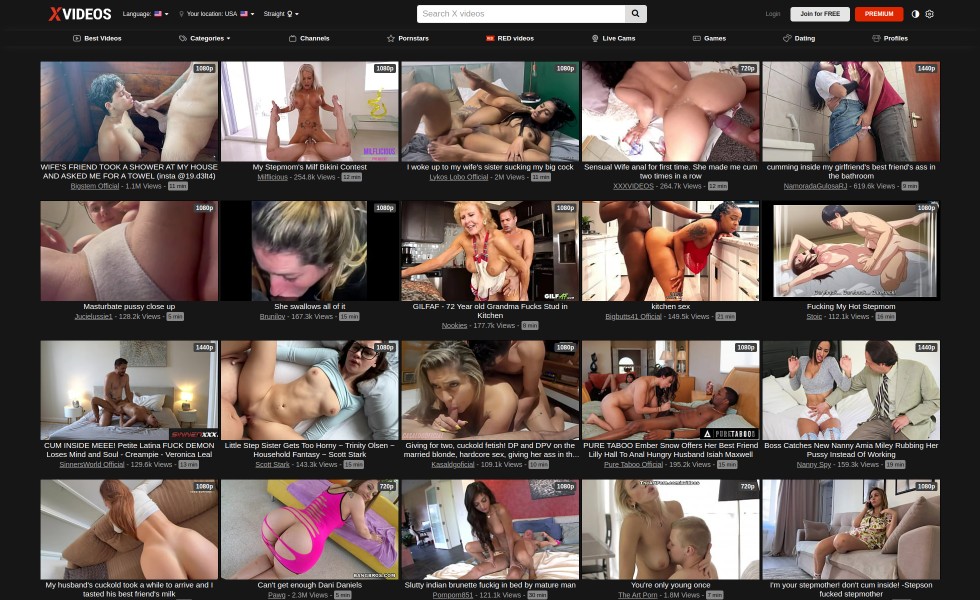 XVIDEOS
Language:
Your location: USA
Straight
Search X videos
Login
Join for FREE
PREMIUM
Best Videos
Categories
Channels
Pornstars
RED videos
Live Cams
Games
Dating
Profiles
1080p
1080p
1080p
720p
1440p
WIFE'S FRIEND TOOK A SHOWER AT MY HOUSE
AND ASKED ME FOR A TOWEL (insta @19.d3lt4)
Bigstem Official - 1.1M Views - 11 min
MILFLICIOUS
My Stepmom's Milf Bikini Contest
Milflicious - 254.8k Views - 12 min
I woke up to my wife's sister sucking my big cock
Lykos Lobo Official - 2M Views - 11 min
Sensual Wife anal for first time. She made me cum
two times in a row
XXXVIDEOS - 264.7k Views - 12 min
cumming inside my girlfriend's best friend's ass in
the bathroom
NamoradaGulosaRJ - 619.6k Views - 9 min
1080p
1080p
1080p
1080p
Masturbate pussy close up
Jucielussie1 - 128.2k Views - 5 min
She swallows all of it
Bruniloy - 167.3k Views - 15 min
GILFAF - 72 Year old Grandma Fucks Stud in
Kitchen
Nookies - 177.7k Views - 8 min
kitchen sex
Bigbutts41 Official - 149.5k Views - 21 min
Fucking My Hot Stepmom
Stoic - 112.1k Views - 16 min
1440p
1080p
1080p
1080p
1440p
SINNERSXXX.
CUM INSIDE MEEE! Petite Latina FUCK DEMON
Loses Mind and Soul - Creampie - Veronica Leal
SinnersWorld Official - 129.6k Views - 13 min
Little Step Sister Gets Too Horny ~ Trinity Olsen ~
Household Fantasy ~ Scott Stark
Scott Stark - 143.3k Views - 15 min
Giving for two, cuckold fetish! DP and DPV on the
married blonde, hardcore sex, giving her ass in th...
Kasaldgoficial - 109.1k Views - 10 min
PURETABOO
PURE TABOO Ember Snow Offers Her Best Friend
Lilly Hall To Anal Hungry Husband Isiah Maxwell
Pure Taboo Official - 195.2k Views - 15 min
Boss Catches New Nanny Amia Miley Rubbing Her
Pussy Instead Of Working
Nanny Spy - 159.3k Views - 19 min
1080p
720p
1080p
720p
1080p
My husband's cuckold took a while to arrive and I
tasted his best friend's milk
BANGBROS.COM
Can't get enough Dani Daniels
Pawg - 2.3M Views - 5 min
Slutty indian brunette fuckig in bed by mature man
Pompom851 - 121.1k Views - 30 min
You're only young once
The Art Porn - 1.8M Views - 7 min
I'm your stepmother! don't cum inside! -Stepson
fucked stepmother